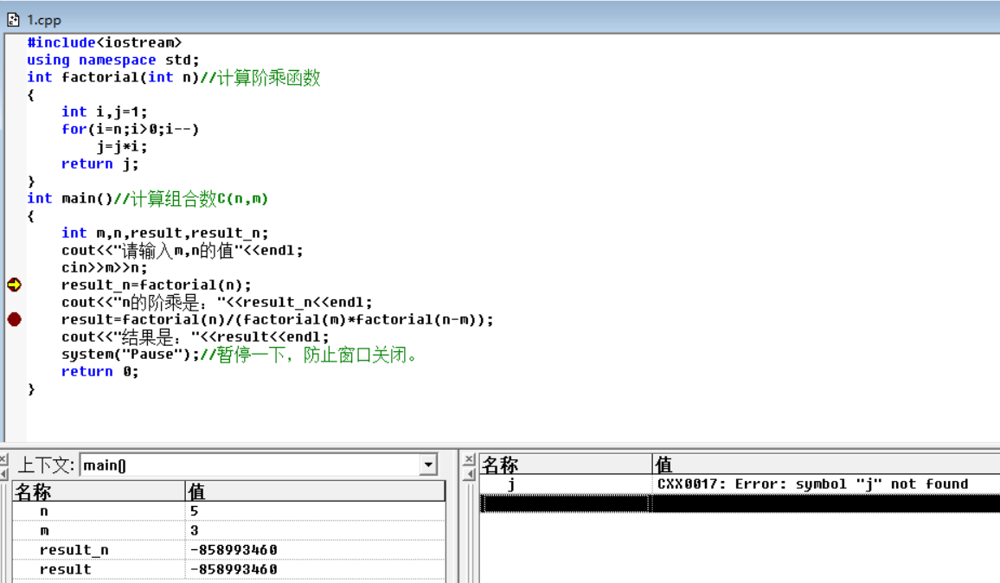 1.cpp
#include<iostream>
using namespace std;
int factorial(int n)//计算阶乘函数
{
    int i,j=1;
    for(i=n;i>0;i--)
        j=j*i;
    return j;
}
int main()//计算组合数C(n,m)
{
    int m,n,result,result_n;
    cout<<"请输入m,n的值"<<endl;
    cin>>m>>n;
    result_n=factorial(n);
    cout<<"n的阶乘是："<<result_n<<endl;
    result=factorial(n)/(factorial(m)*factorial(n-m));
    cout<<"结果是："<<result<<endl;
    system("Pause");//暂停一下，防止窗口关闭。
    return 0;
}
上下文: main()
名称 值
n 5
m 3
result_n -858993460
result -858993460
名称 值
j CXX0017: Error: symbol "j" not found